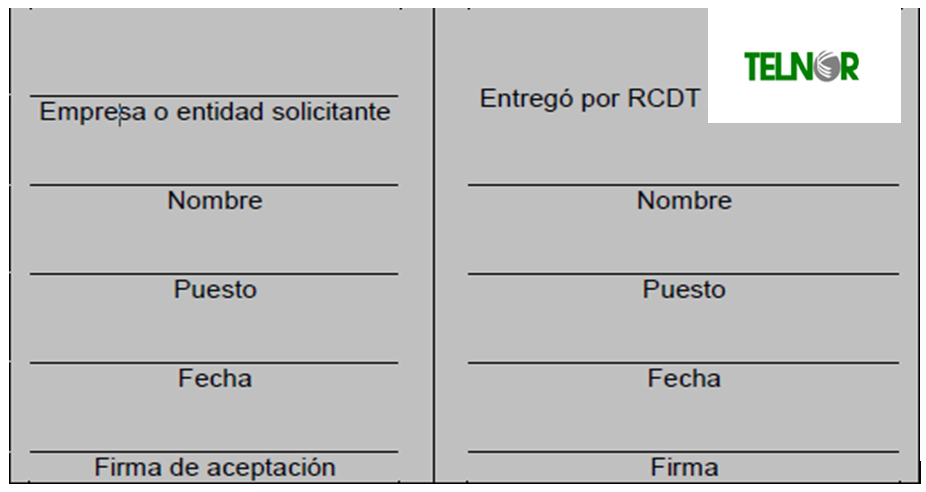 Empresa o entidad solicitante
Nombre
Puesto
Fecha
Firma de aceptación
TELNOR
Entregó por RCDT
Nombre
Puesto
Fecha
Firma